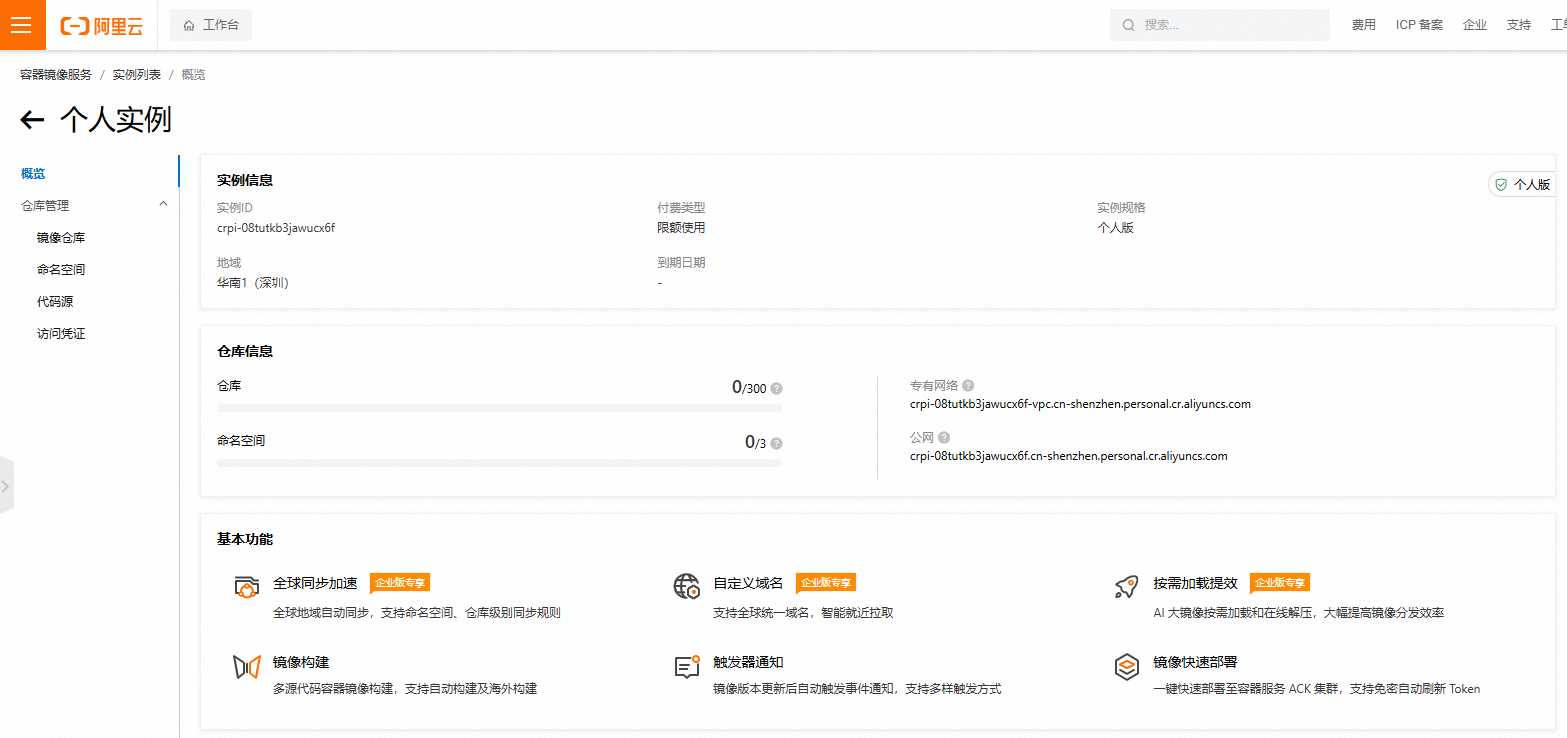 阿里云
工作台
搜索...
费用
ICP 备案
企业
支持
容器镜像服务 / 实例列表 / 概览
个人实例
概览
仓库管理
镜像仓库
命名空间
代码源
访问凭证
实例信息
个人版
实例ID
付费类型
实例规格
crpi-08tutkb3jawucx6f
限额使用
个人版
地域
到期日期
华南1（深圳）
-
仓库信息
仓库
0/300
命名空间
0/3
专有网络
crpi-08tutkb3jawucx6f-vpc.cn-shenzhen.personal.cr.aliyuncs.com
公网
crpi-08tutkb3jawucx6f.cn-shenzhen.personal.cr.aliyuncs.com
基本功能
全球同步加速 企业版专享
全球地域自动同步，支持命名空间、仓库级别同步规则
自定义域名 企业版专享
支持全球统一域名，智能就近拉取
按需加载提效 企业版专享
AI 大镜像按需加载和在线解压，大幅提高镜像分发效率
镜像构建
多源代码容器镜像构建，支持自动构建及海外构建
触发器通知
镜像版本更新后自动触发事件通知，支持多样触发方式
镜像快速部署
一键快速部署至容器服务 ACK 集群，支持免密自动刷新 Token